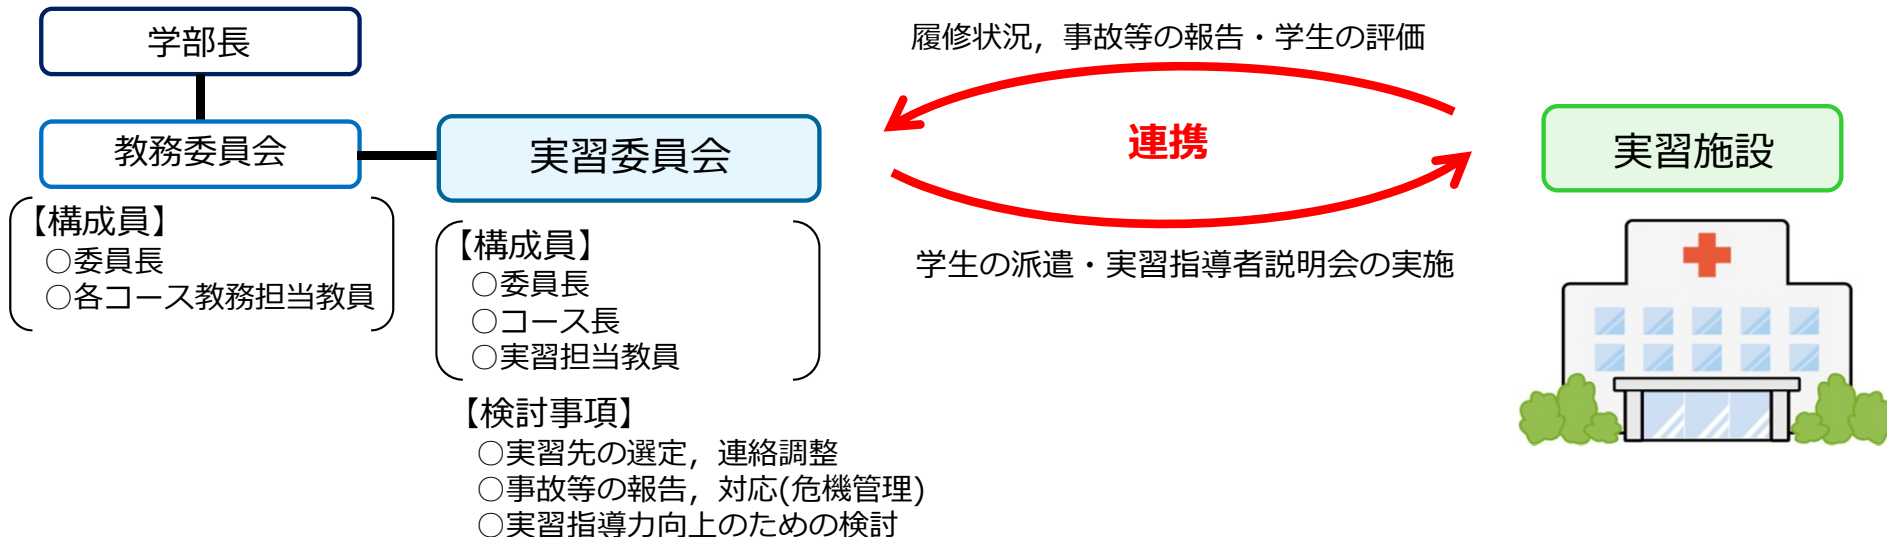 学部長
教務委員会
【構成員】
○委員長
○各コース教務担当教員
実習委員会
【構成員】
○委員長
○コース長
○実習担当教員
【検討事項】
○実習先の選定，連絡調整
○事故等の報告，対応(危機管理)
○実習指導力向上のための検討
履修状況，事故等の報告・学生の評価
連携
学生の派遣・実習指導者説明会の実施
実習施設